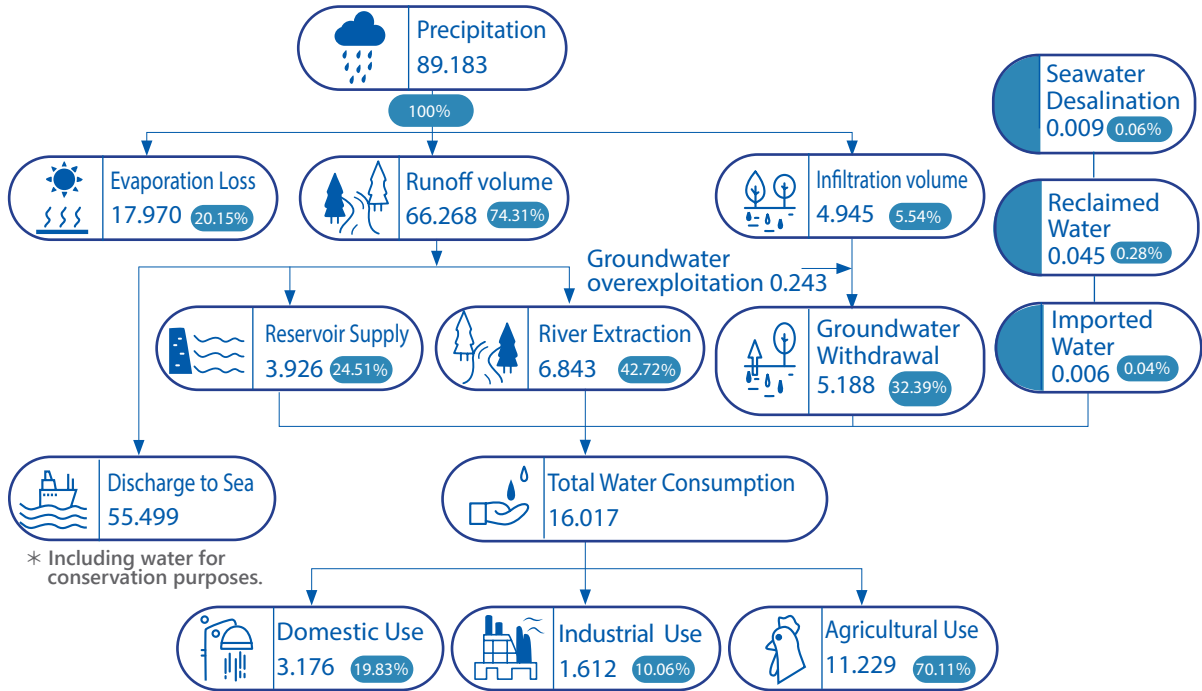 Precipitation
89.183
100%
Seawater
Desalination
0.009 0.06%
Evaporation Loss
17.970 20.15%
Runoff volume
66.268 74.31%
Infiltration volume
4.945 5.54%
Reclaimed
Water
0.045 0.28%
Groundwater
overexploitation 0.243
Reservoir Supply
3.926 24.51%
River Extraction
6.843 42.72%
Groundwater
Withdrawal
5.188 32.39%
Imported
Water
0.006 0.04%
Discharge to Sea
55.499
Total Water Consumption
16.017
✳ Including water for
conservation purposes.
Domestic Use
3.176 19.83%
Industrial Use
1.612 10.06%
Agricultural Use
11.229 70.11%